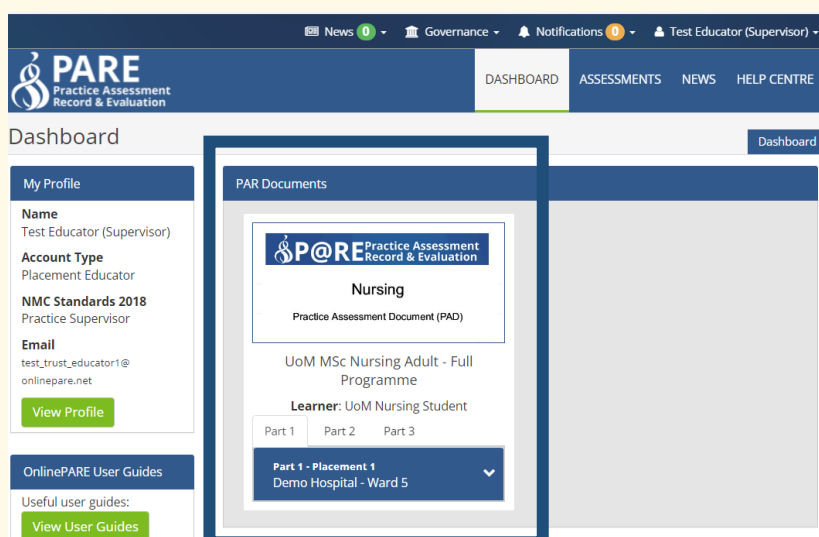 News 0 Governance Notifications 0 Test Educator (Supervisor)
PARE
Practice Assessment
Record & Evaluation
DASHBOARD ASSESSMENTS NEWS HELP CENTRE
Dashboard
Dashboard
My Profile
Name
Test Educator (Supervisor)
Account Type
Placement Educator
NMC Standards 2018
Practice Supervisor
Email
test_trust_educator1@
onlinepare.net
View Profile
OnlinePARE User Guides
Useful user guides:
View User Guides
PAR Documents
P@RE Practice Assessment
Record & Evaluation
Nursing
Practice Assessment Document (PAD)
UoM MSc Nursing Adult - Full
Programme
Learner: UoM Nursing Student
Part 1 Part 2 Part 3
Part 1 - Placement 1
Demo Hospital - Ward 5